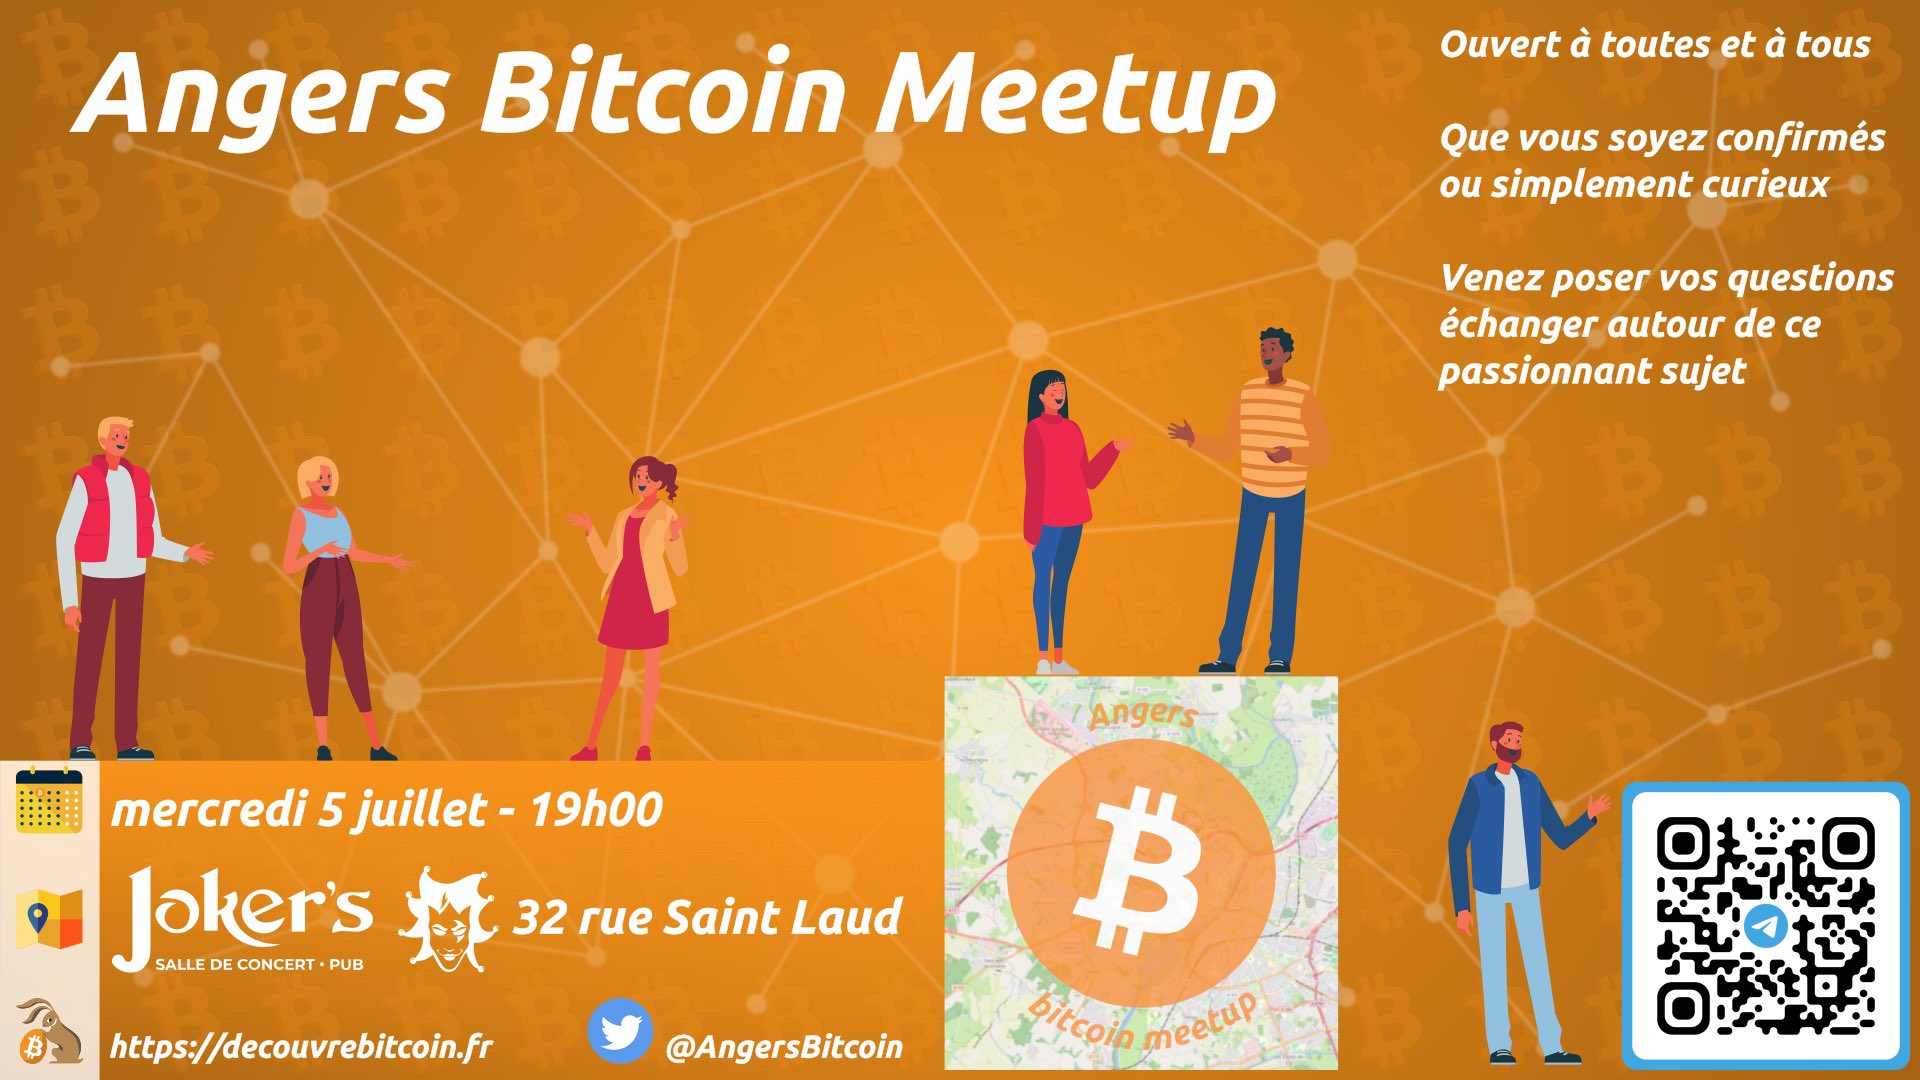 Angers Bitcoin Meetup
Ouvert à toutes et à tous
Que vous soyez confirmés
ou simplement curieux
Venez poser vos questions
échanger autour de ce
passionnant sujet
mercredi 5 juillet - 19h00
Joker's
SALLE DE CONCERT • PUB
32 rue Saint Laud
https://decouvrebitcoin.fr
@AngersBitcoin
Angers
bitcoin meetup